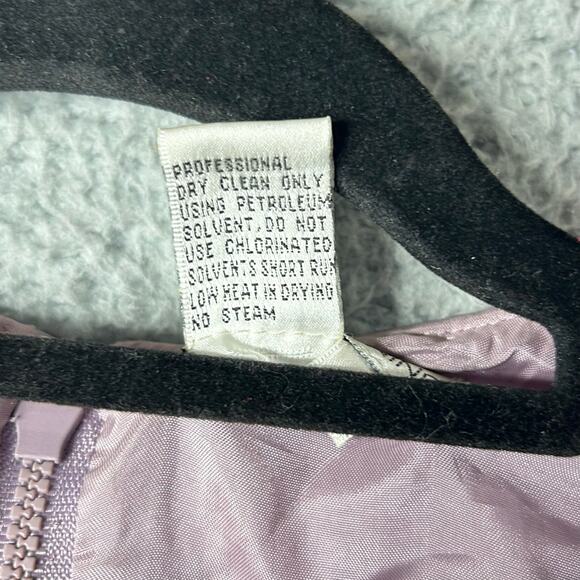 PROFESSIONAL
DRY CLEAN ONLY
USING PETROLEUM
SOLVENT, DO NOT
USE CHLORINATED
SOLVENTS SHORT RUN
LOW HEAT IN DRYING
NO STEAM